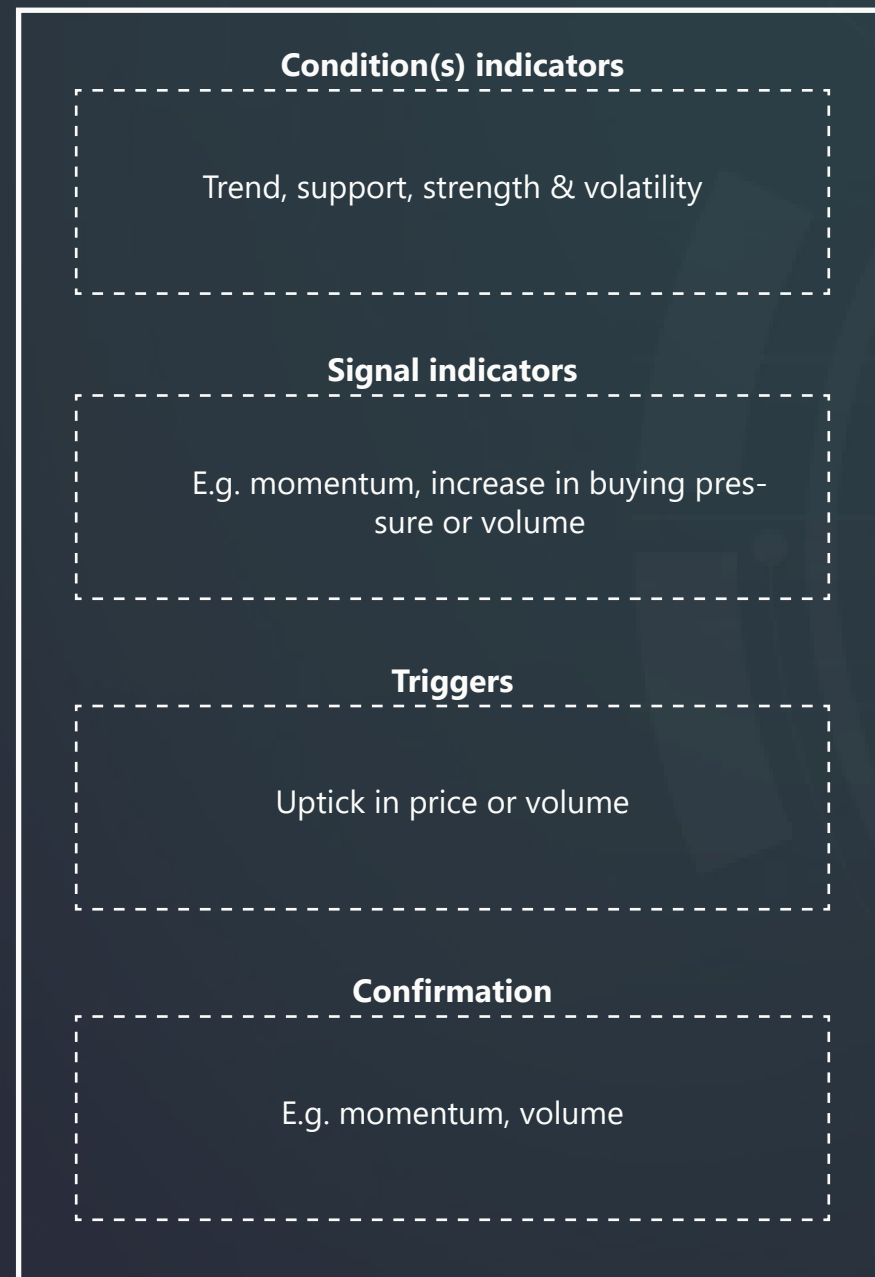 Condition(s) indicators
Trend, support, strength & volatility
Signal indicators
E.g. momentum, increase in buying pres-
sure or volume
Triggers
Uptick in price or volume
Confirmation
E.g. momentum, volume